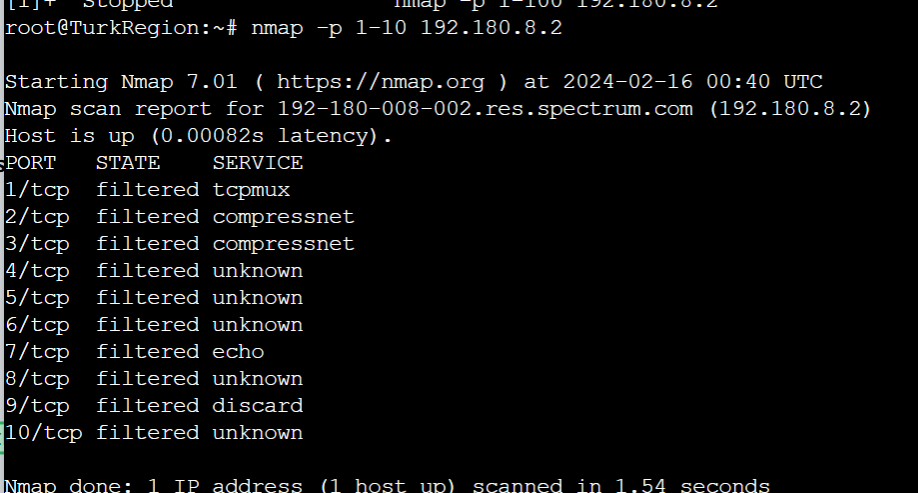 [1]+  Stopped                 nmap -p 1-100 192.180.8.2
root@TurkRegion:~# nmap -p 1-10 192.180.8.2
Starting Nmap 7.01 ( https://nmap.org ) at 2024-02-16 00:40 UTC
Nmap scan report for 192-180-008-002.res.spectrum.com (192.180.8.2)
Host is up (0.00082s latency).
PORT   STATE    SERVICE
1/tcp  filtered tcpmux
2/tcp  filtered compressnet
3/tcp  filtered compressnet
4/tcp  filtered unknown
5/tcp  filtered unknown
6/tcp  filtered unknown
7/tcp  filtered echo
8/tcp  filtered unknown
9/tcp  filtered discard
10/tcp filtered unknown
Nmap done: 1 IP address (1 host up) scanned in 1.54 seconds